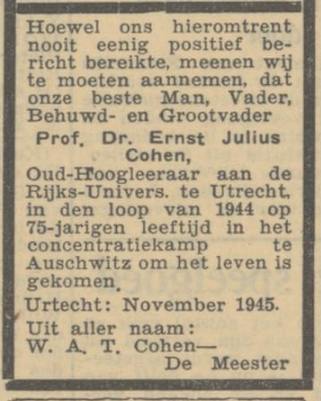 Hoewel ons hieromtrent
nooit eenig positief be-
richt bereikte, meenen wij
te moeten aannemen, dat
onze beste Man, Vader,
Behuwd- en Grootvader
Prof. Dr. Ernst Julius
Cohen,
Oud-Hoogleeraar aan de
Rijks-Univers. te Utrecht,
in den loop van 1944 op
75-jarigen leeftijd in het
concentratiekamp te
Auschwitz om het leven is
gekomen.
Urtecht: November 1945.
Uit aller naam:
W. A. T. Cohen—
De Meester